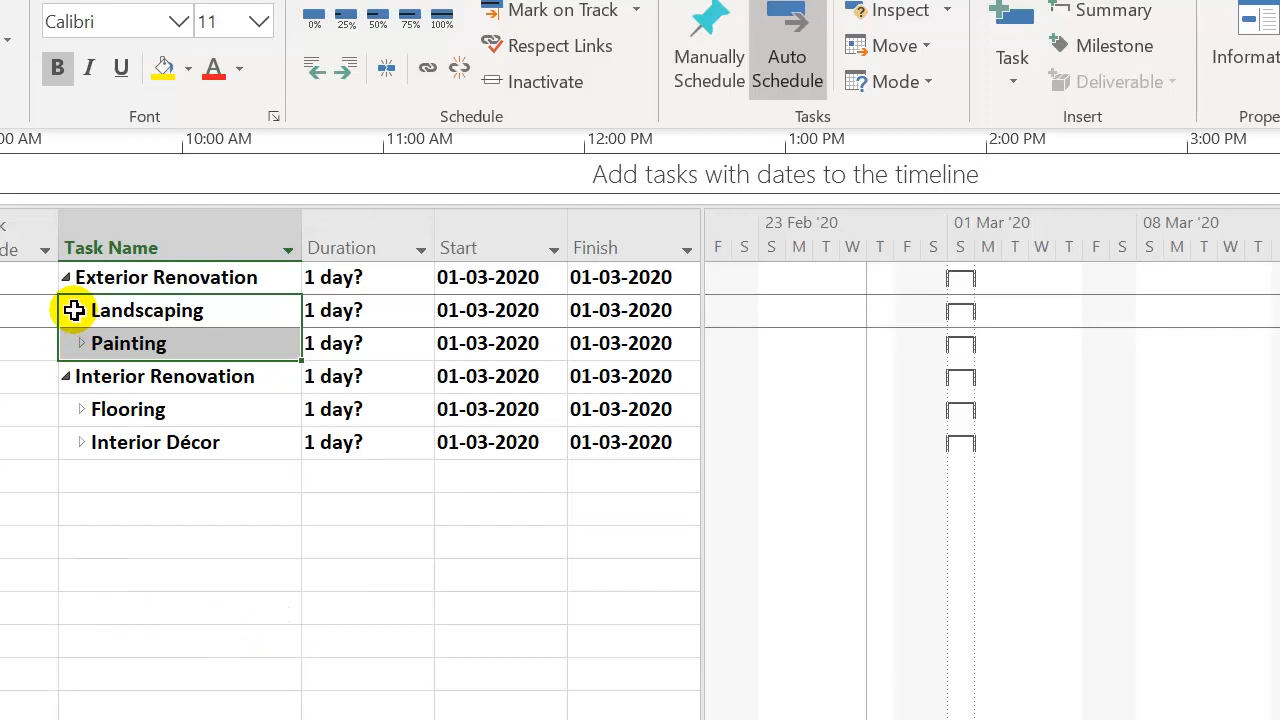 Calibri 11
0% 25% 50% 75% 100%
Mark on Track
Respect Links
Inactivate
B I U A
Manually Schedule
Auto Schedule
Inspect
Move
Mode
Task
Summary
Milestone
Deliverable
Font Schedule Tasks Insert
10:00 AM 11:00 AM 12:00 PM 1:00 PM 2:00 PM 3:00 PM
Add tasks with dates to the timeline
Task Name Duration Start Finish
23 Feb '20 01 Mar '20 08 Mar '20
F S S M T W T F S S M T W T F S S M T W T
Exterior Renovation 1 day? 01-03-2020 01-03-2020
Landscaping 1 day? 01-03-2020 01-03-2020
Painting 1 day? 01-03-2020 01-03-2020
Interior Renovation 1 day? 01-03-2020 01-03-2020
Flooring 1 day? 01-03-2020 01-03-2020
Interior Décor 1 day? 01-03-2020 01-03-2020